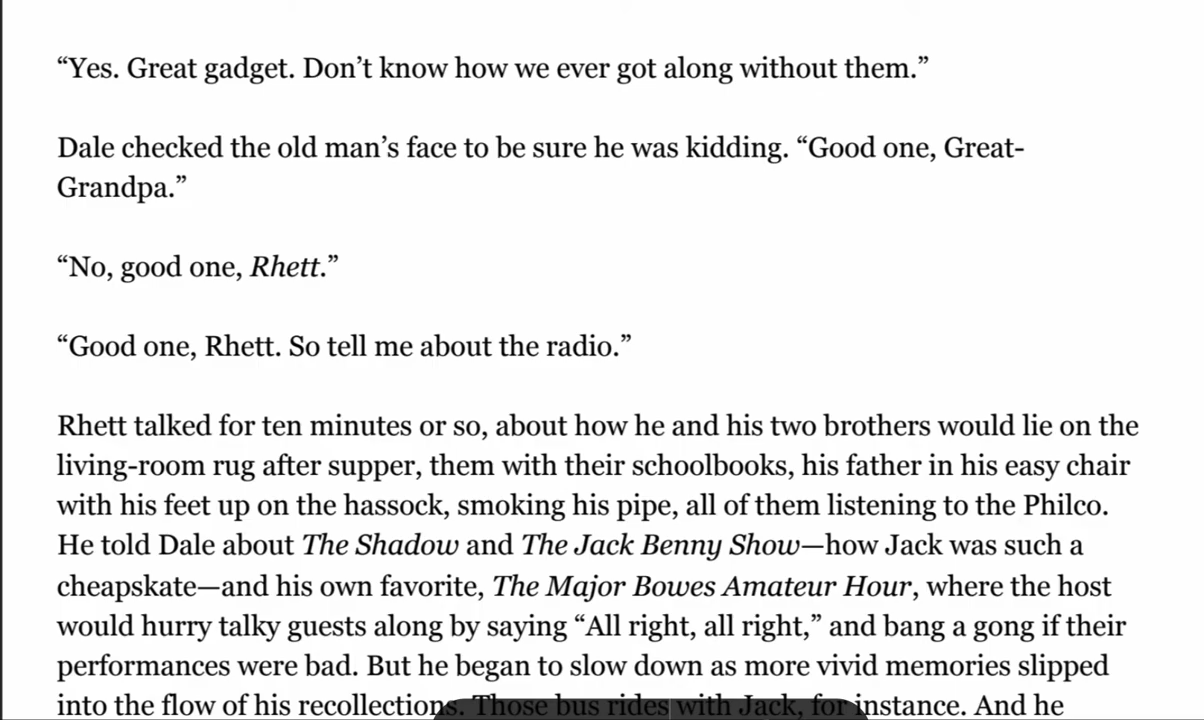 “Yes. Great gadget. Don’t know how we ever got along without them.”
Dale checked the old man’s face to be sure he was kidding. “Good one, Great-
Grandpa.”
“No, good one, Rhett.”
“Good one, Rhett. So tell me about the radio.”
Rhett talked for ten minutes or so, about how he and his two brothers would lie on the
living-room rug after supper, them with their schoolbooks, his father in his easy chair
with his feet up on the hassock, smoking his pipe, all of them listening to the Philco.
He told Dale about The Shadow and The Jack Benny Show—how Jack was such a
cheapskate—and his own favorite, The Major Bowes Amateur Hour, where the host
would hurry talky guests along by saying “All right, all right,” and bang a gong if their
performances were bad. But he began to slow down as more vivid memories slipped
into the flow of his recollections. Those bus rides with Jack, for instance. And he